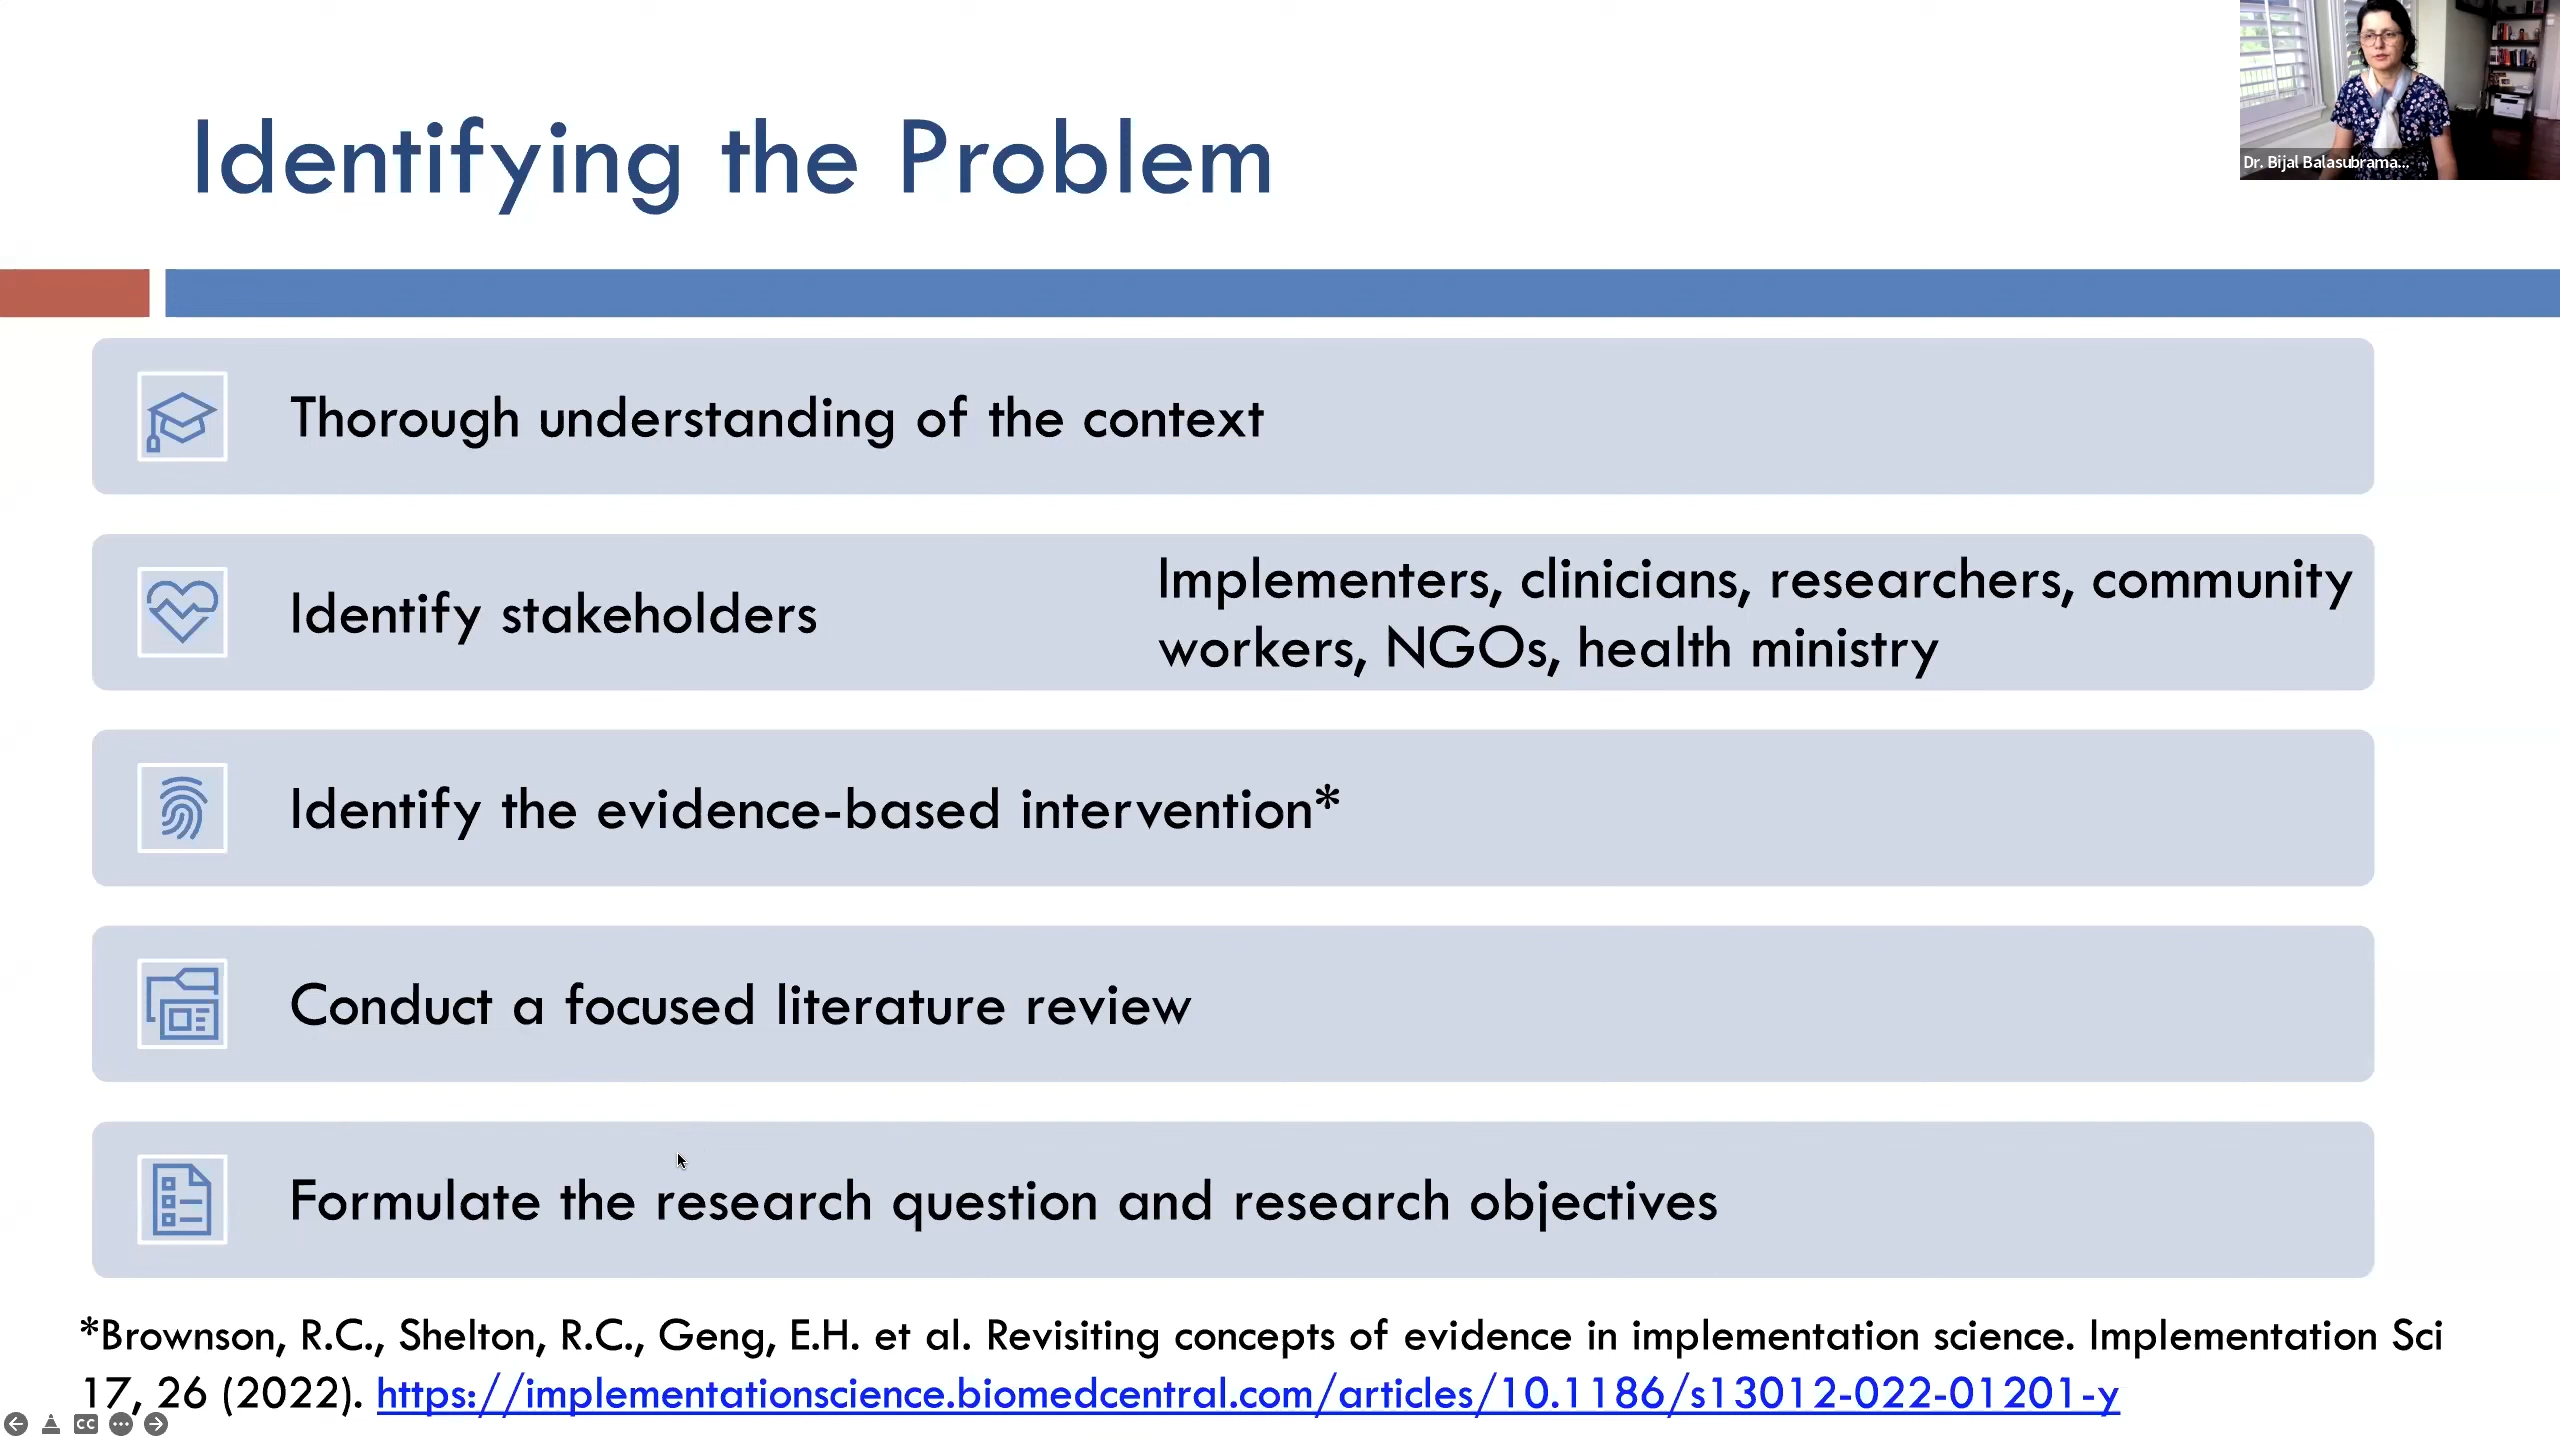 Identifying the Problem
Dr. Bijal Balasubrama...
Thorough understanding of the context
Identify stakeholders
Implementers, clinicians, researchers, community
workers, NGOs, health ministry
Identify the evidence-based intervention*
Conduct a focused literature review
Formulate the research question and research objectives
*Brownson, R.C., Shelton, R.C., Geng, E.H. et al. Revisiting concepts of evidence in implementation science. Implementation Sci
17, 26 (2022). https://implementationscience.biomedcentral.com/articles/10.1186/s13012-022-01201-y
CC